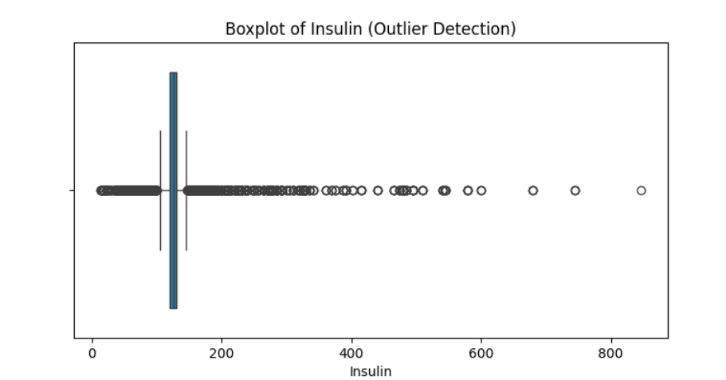 Boxplot of Insulin (Outlier Detection)
0 200 400 600 800
Insulin